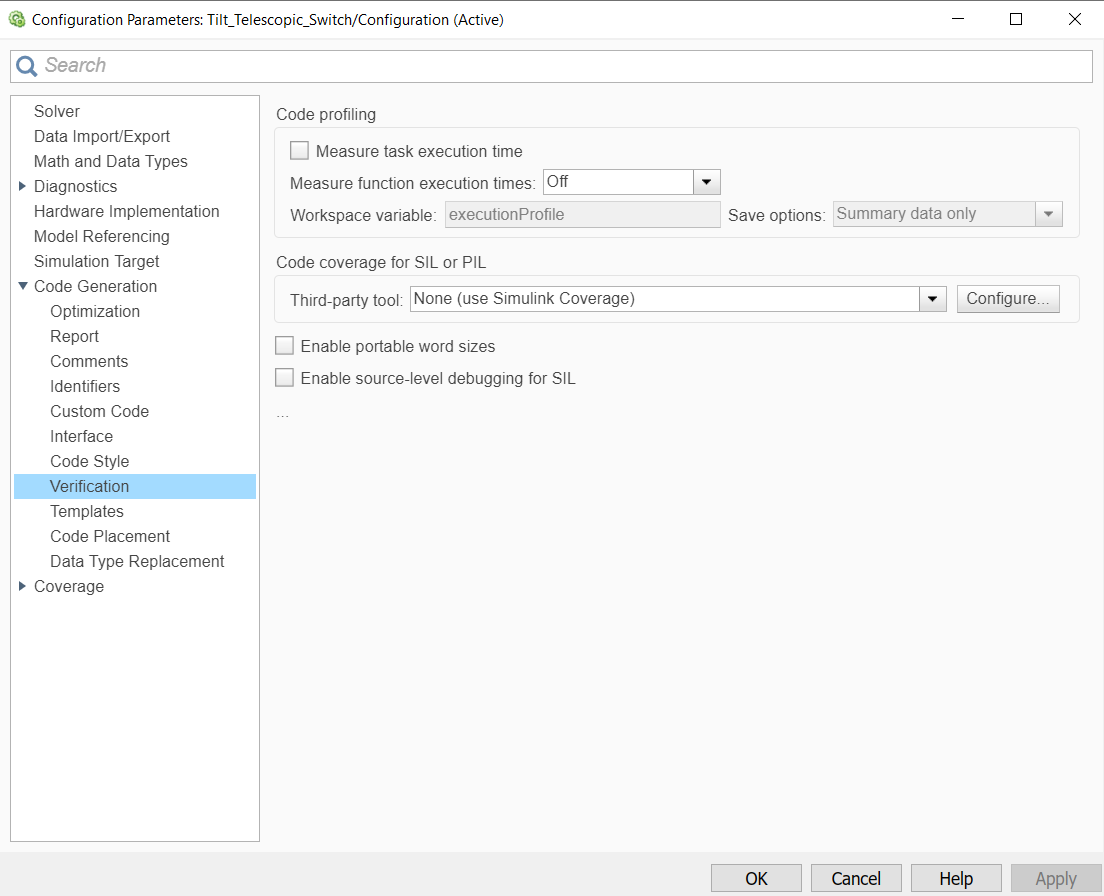 Configuration Parameters: Tilt_Telescopic_Switch/Configuration (Active)
Search
Solver
Data Import/Export
Math and Data Types
Diagnostics
Hardware Implementation
Model Referencing
Simulation Target
Code Generation
Optimization
Report
Comments
Identifiers
Custom Code
Interface
Code Style
Verification
Templates
Code Placement
Data Type Replacement
Coverage
Code profiling
Measure task execution time
Measure function execution times: Off
Workspace variable: executionProfile Save options: Summary data only
Code coverage for SIL or PIL
Third-party tool: None (use Simulink Coverage) Configure...
Enable portable word sizes
Enable source-level debugging for SIL
...
OK Cancel Help Apply